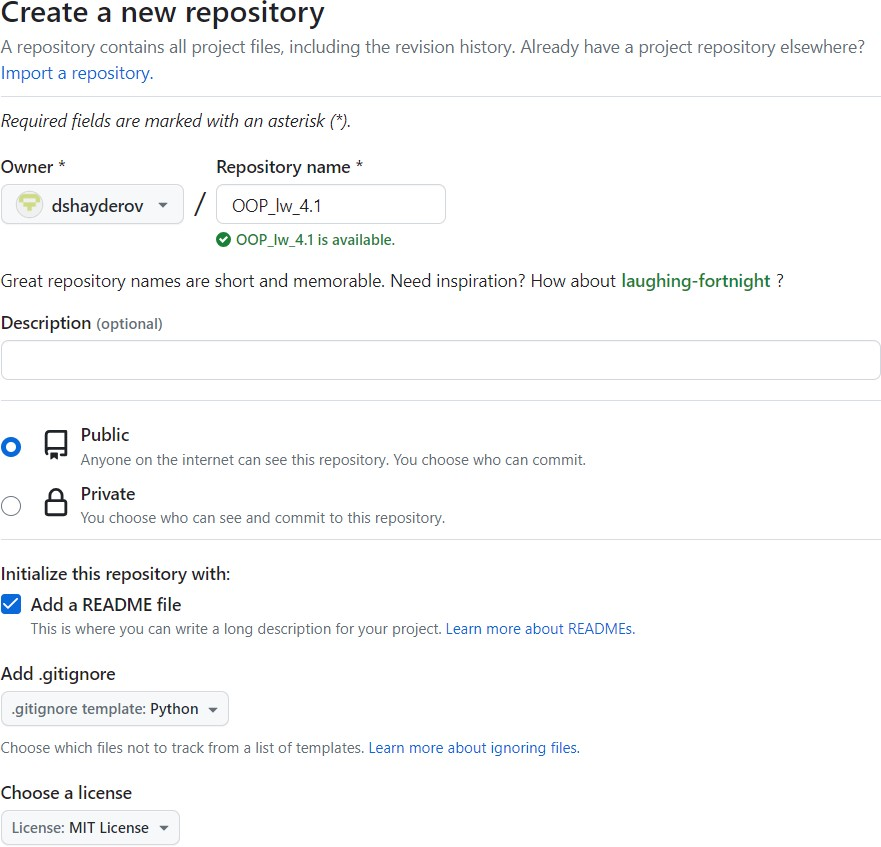 Create a new repository
A repository contains all project files, including the revision history. Already have a project repository elsewhere?
Import a repository.
Required fields are marked with an asterisk (*).
Owner * Repository name *
dshayderov / OOP_lw_4.1
OOP_lw_4.1 is available.
Great repository names are short and memorable. Need inspiration? How about laughing-fortnight ?
Description (optional)
Public
Anyone on the internet can see this repository. You choose who can commit.
Private
You choose who can see and commit to this repository.
Initialize this repository with:
Add a README file
This is where you can write a long description for your project. Learn more about READMEs.
Add .gitignore
.gitignore template: Python
Choose which files not to track from a list of templates. Learn more about ignoring files.
Choose a license
License: MIT License